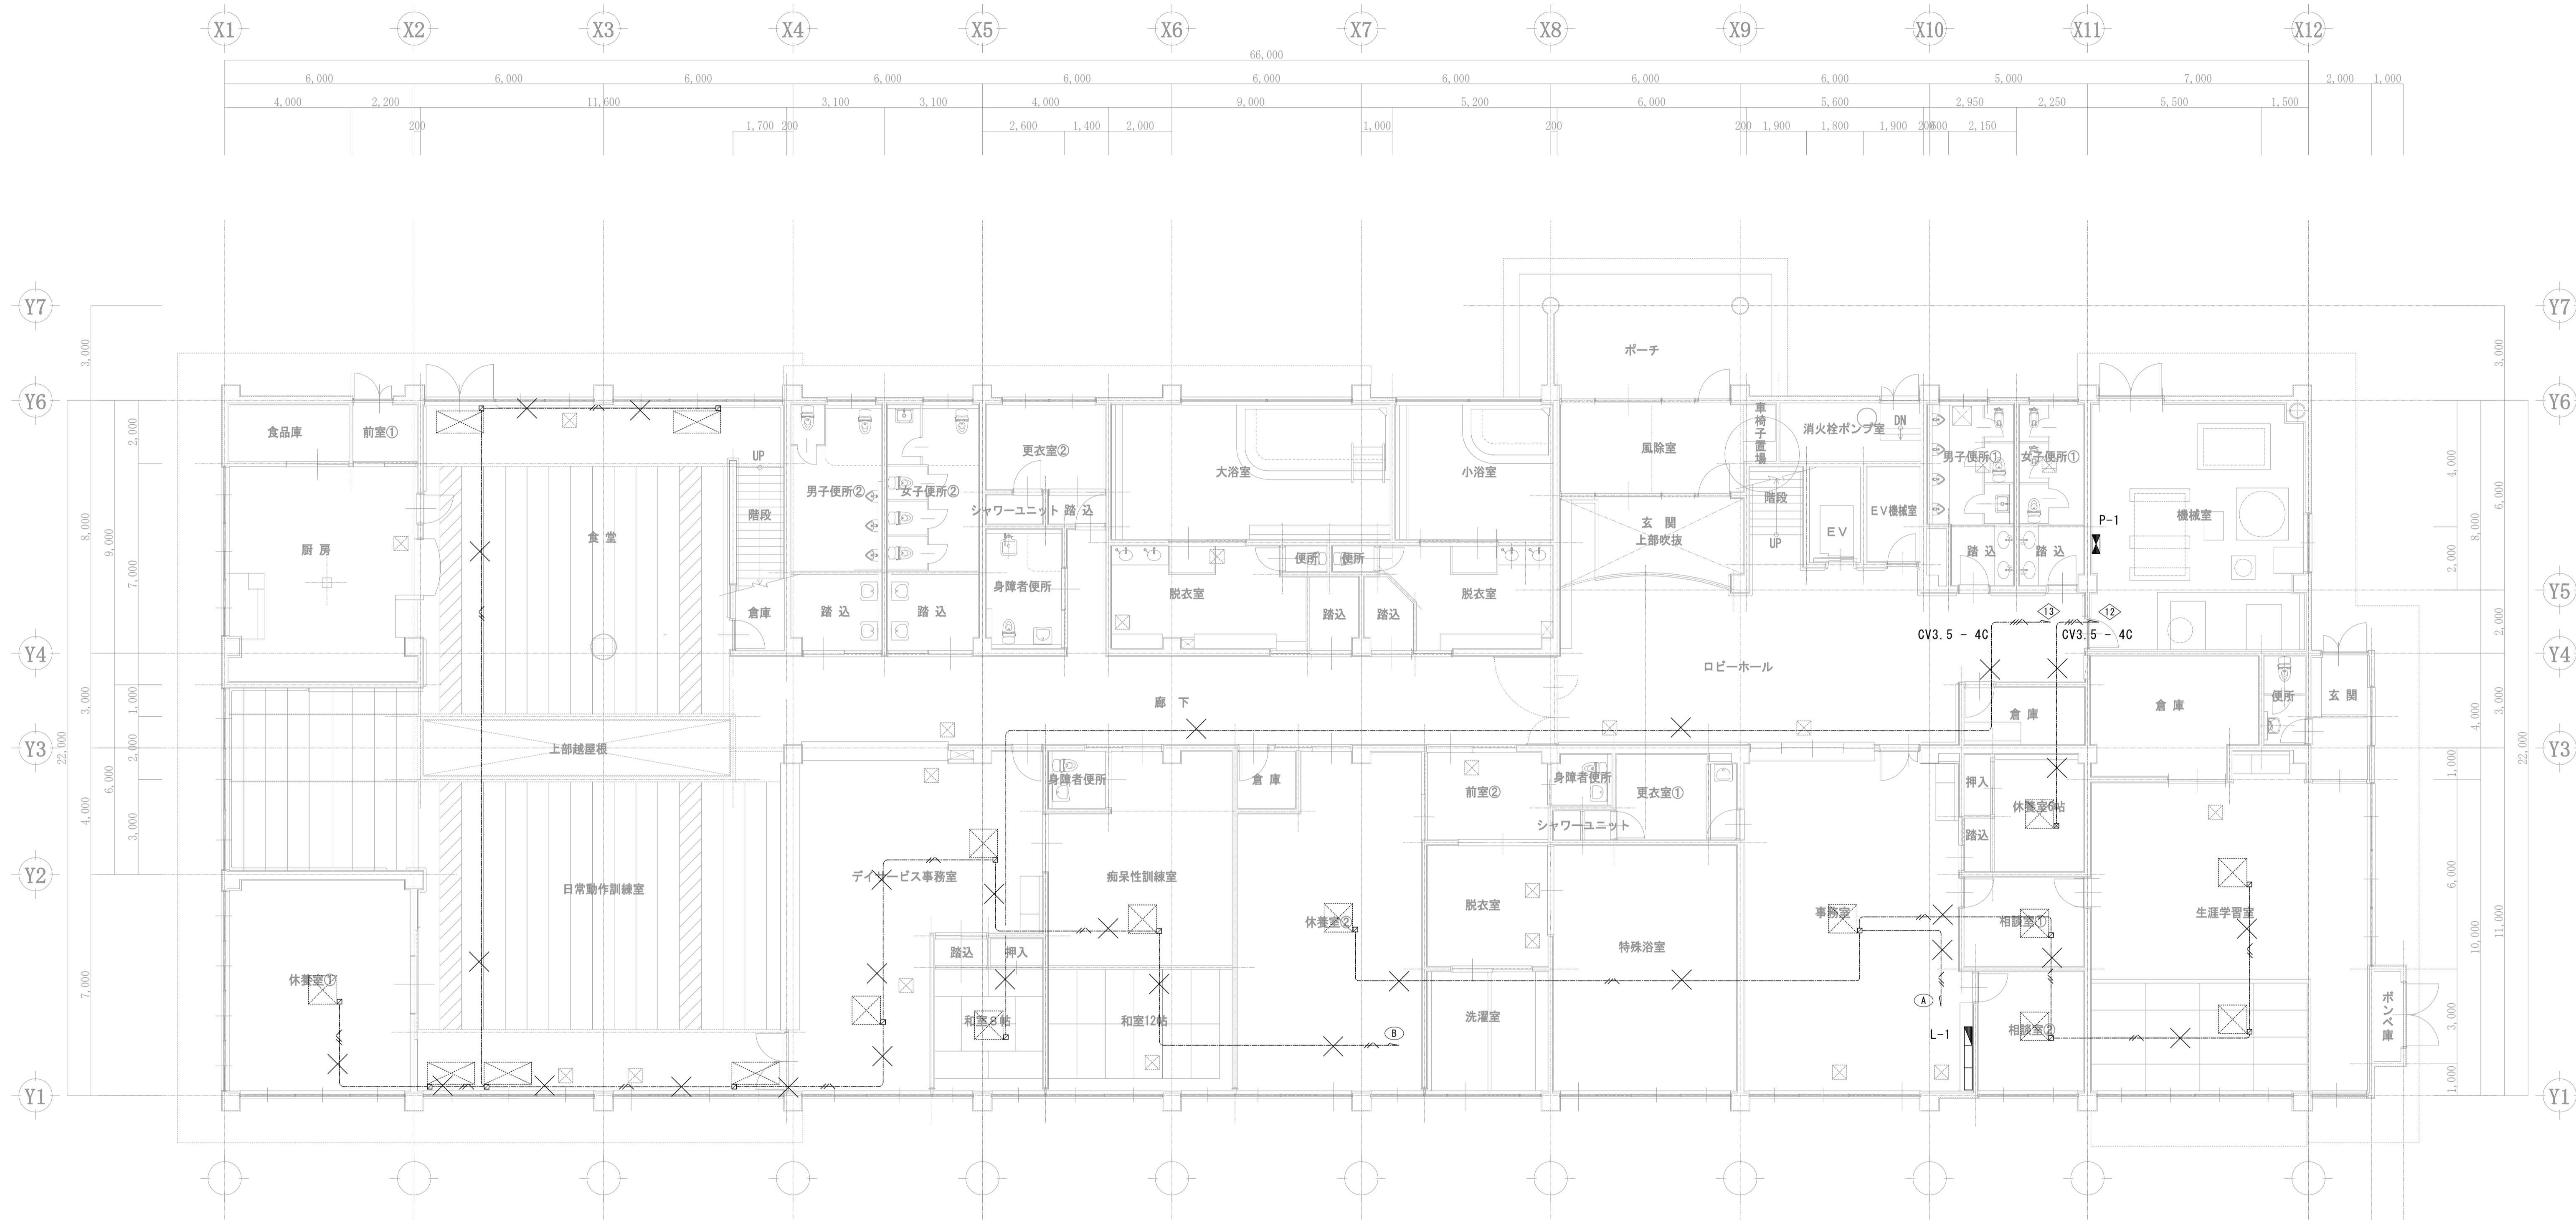 X1 X2 X3 X4 X5 X6 X7 X8 X9 X10 X11 X12
66,000
6,000 6,000 6,000 6,000 6,000 6,000 6,000 6,000 6,000 5,000 7,000 2,000 1,000
4,000 2,200 11,600 3,100 3,100 4,000 9,000 5,200 6,000 5,600 2,950 2,250 5,500 1,500
200 1,700 200 2,600 1,400 2,000 1,000 200 200 1,900 1,800 1,900 200 600 2,150
Y7 Y7
3,000 3,000
ポーチ
Y6 Y6
食品庫 前室①
更衣室②
大浴室
小浴室
風除室
車椅子置場
消火栓ポンプ室
DN
男子便所① 女子便所①
UP
男子便所② 女子便所②
シャワーユニット 踏 込
階段
階段
EV機械室
機械室
P-1
厨 房
食 堂
玄 関
上部吹抜
EV
UP
便所 便所
踏 込 踏 込
身障者便所
脱衣室
脱衣室
倉庫
踏 込 踏 込
踏込 踏込
Y5
13 12
CV3.5 - 4C CV3.5 - 4C
Y4 Y4
ロビーホール
廊 下
倉 庫
倉 庫
便所
玄 関
上部越屋根
Y3 Y3
身障者便所
倉 庫
前室②
身障者便所
更衣室①
押入
休養室6帖
シャワーユニット
踏込
Y2 Y2
日常動作訓練室
デイサービス事務室
痴呆性訓練室
休養室②
脱衣室
特殊浴室
事務室
相談室①
生涯学習室
踏込 押入
休養室①
和室8帖
和室12帖
洗濯室
A
B
L-1
相談室②
ボンベ庫
Y1 Y1
2,000
8,000
9,000
7,000
3,000
1,000
2,000
22,000
6,000
4,000
3,000
7,000
4,000
6,000
8,000
2,000
2,000
3,000
4,000
1,000
22,000
6,000
10,000
11,000
3,000
1,000